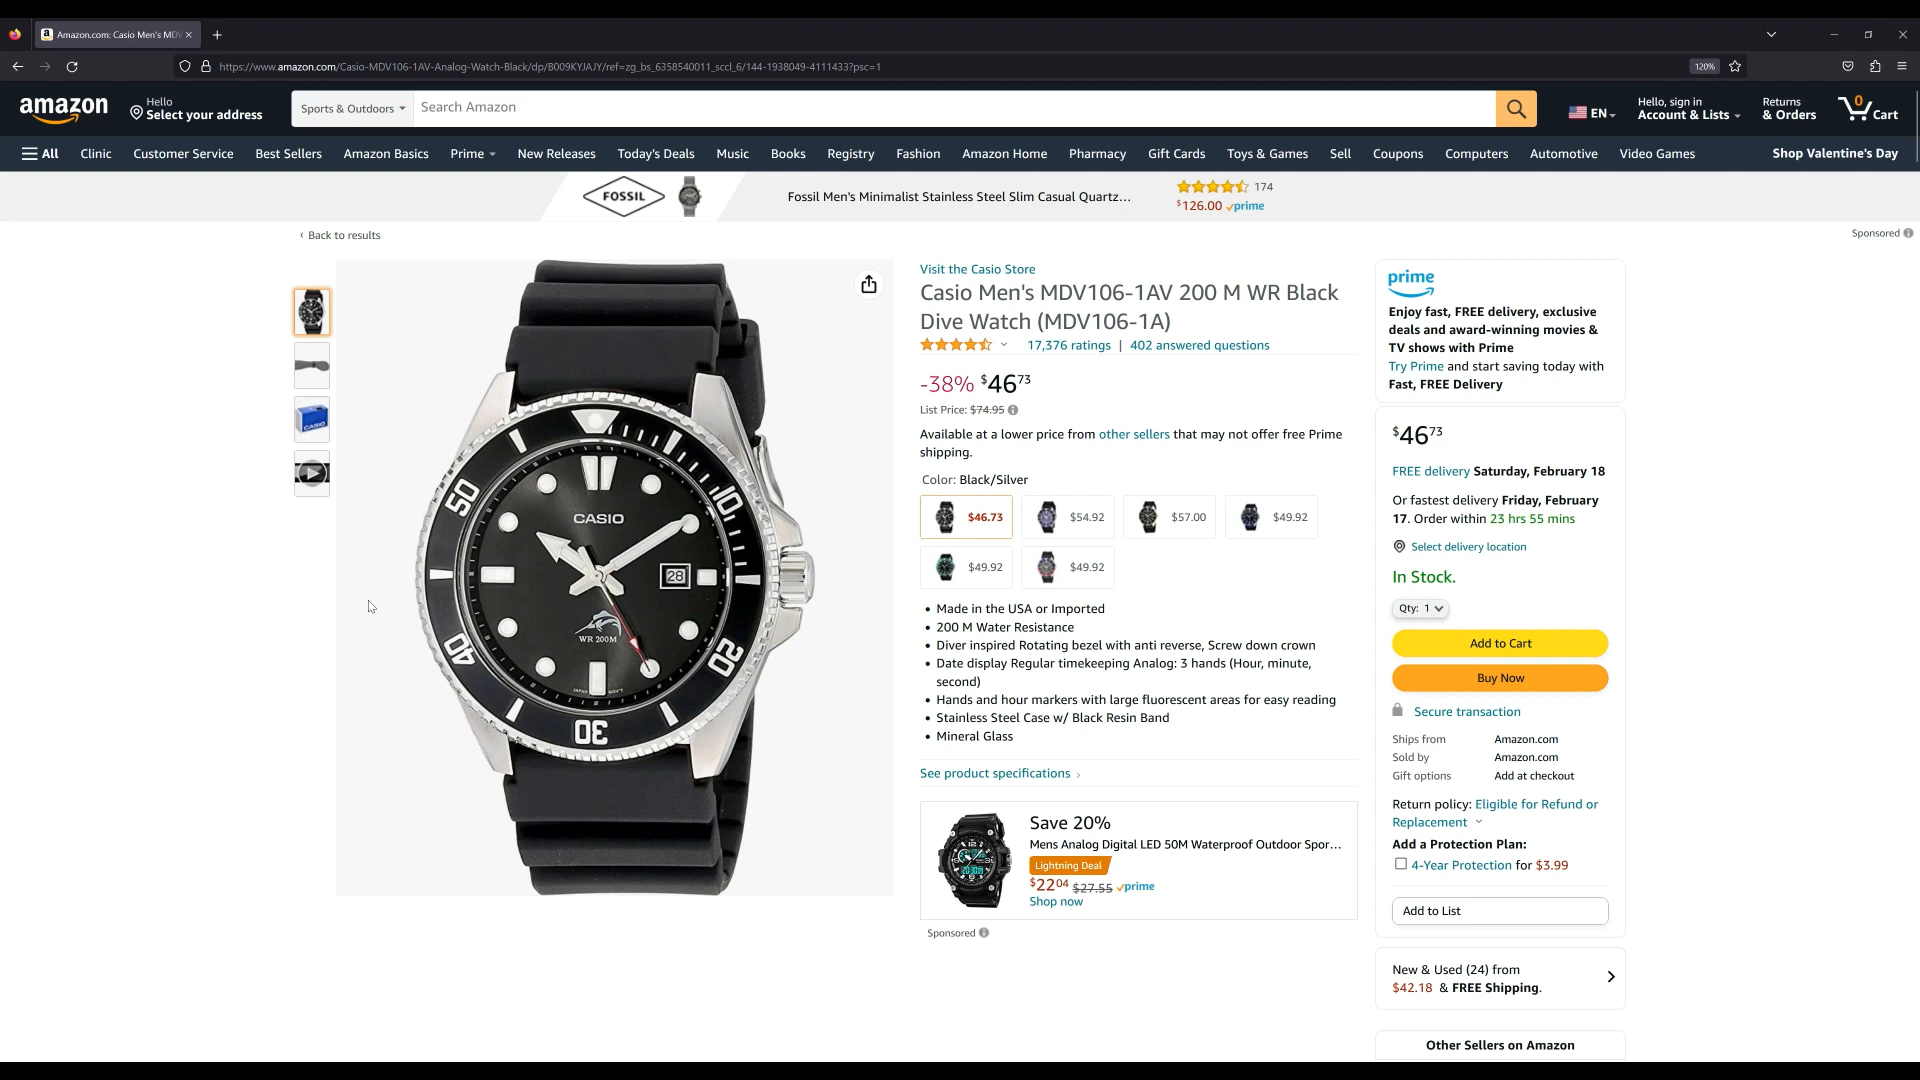 Amazon.com: Casio Men's MDV
https://www.amazon.com/Casio-MDV106-1AV-Analog-Watch-Black/dp/B009KYJAJY/ref=zg_bs_6358540011_sccl_6/144-1938049-4111433?psc=1
120%
amazon
Hello
Select your address
Sports & Outdoors
Search Amazon
EN
Hello, sign in
Account & Lists
Returns
& Orders
0
Cart
All
Clinic
Customer Service
Best Sellers
Amazon Basics
Prime
New Releases
Today's Deals
Music
Books
Registry
Fashion
Amazon Home
Pharmacy
Gift Cards
Toys & Games
Sell
Coupons
Computers
Automotive
Video Games
Shop Valentine's Day
FOSSIL
Fossil Men's Minimalist Stainless Steel Slim Casual Quartz...
174
$126.00 prime
‹ Back to results
Sponsored
CASIO
10
20
30
40
50
CASIO
28
WR 200M
Visit the Casio Store
Casio Men's MDV106-1AV 200 M WR Black
Dive Watch (MDV106-1A)
17,376 ratings | 402 answered questions
-38% $46 73
List Price: $74.95
Available at a lower price from other sellers that may not offer free Prime
shipping.
Color: Black/Silver
$46.73
$54.92
$57.00
$49.92
$49.92
$49.92
• Made in the USA or Imported
• 200 M Water Resistance
• Diver inspired Rotating bezel with anti reverse, Screw down crown
• Date display Regular timekeeping Analog: 3 hands (Hour, minute,
second)
• Hands and hour markers with large fluorescent areas for easy reading
• Stainless Steel Case w/ Black Resin Band
• Mineral Glass
See product specifications ›
Save 20%
Mens Analog Digital LED 50M Waterproof Outdoor Spor...
Lightning Deal
$22 04 $27.55 prime
Shop now
Sponsored
prime
Enjoy fast, FREE delivery, exclusive
deals and award-winning movies &
TV shows with Prime
Try Prime and start saving today with
Fast, FREE Delivery
$46 73
FREE delivery Saturday, February 18
Or fastest delivery Friday, February
17. Order within 23 hrs 55 mins
Select delivery location
In Stock.
Qty: 1
Add to Cart
Buy Now
Secure transaction
Ships from Amazon.com
Sold by Amazon.com
Gift options Add at checkout
Return policy: Eligible for Refund or
Replacement
Add a Protection Plan:
4-Year Protection for $3.99
Add to List
New & Used (24) from
$42.18 & FREE Shipping.
Other Sellers on Amazon